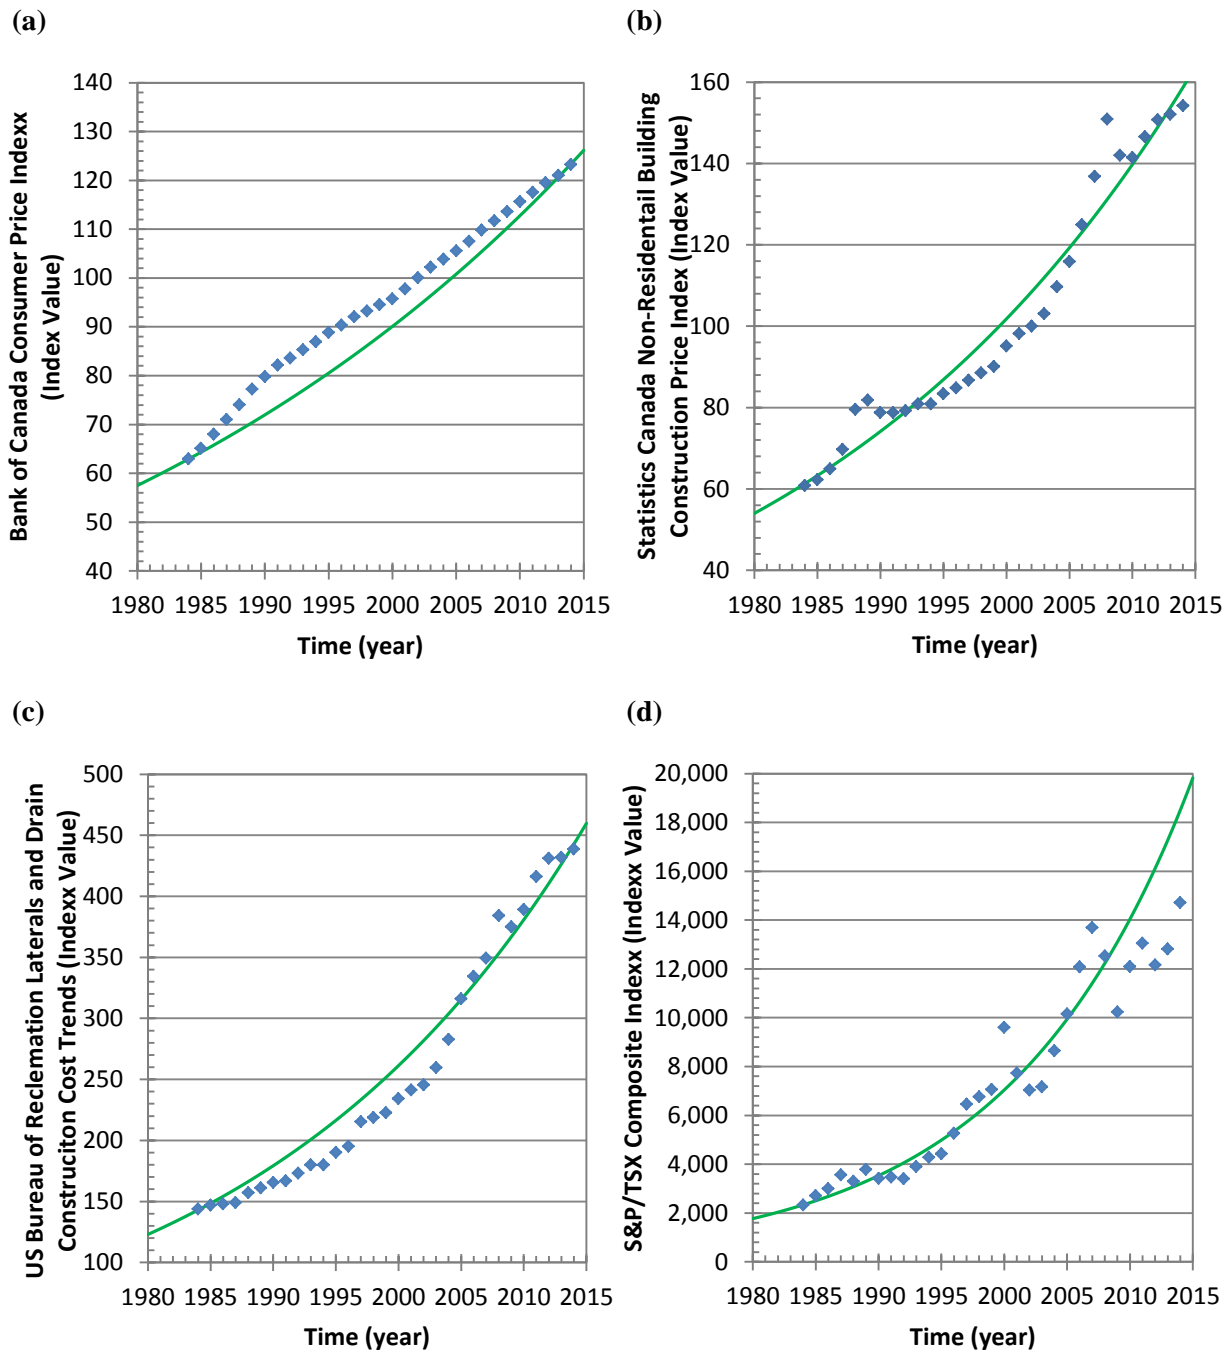 (a)
Bank of Canada Consumer Price Indexx
(Index Value)
140
130
120
110
100
90
80
70
60
50
40
1980 1985 1990 1995 2000 2005 2010 2015
Time (year)
(b)
Statistics Canada Non-Residentail Building
Construction Price Index (Index Value)
160
140
120
100
80
60
40
1980 1985 1990 1995 2000 2005 2010 2015
Time (year)
(c)
US Bureau of Reclemation Laterals and Drain
Construciton Cost Trends (Indexx Value)
500
450
400
350
300
250
200
150
100
1980 1985 1990 1995 2000 2005 2010 2015
Time (year)
(d)
S&P/TSX Composite Indexx (Indexx Value)
20,000
18,000
16,000
14,000
12,000
10,000
8,000
6,000
4,000
2,000
0
1980 1985 1990 1995 2000 2005 2010 2015
Time (year)